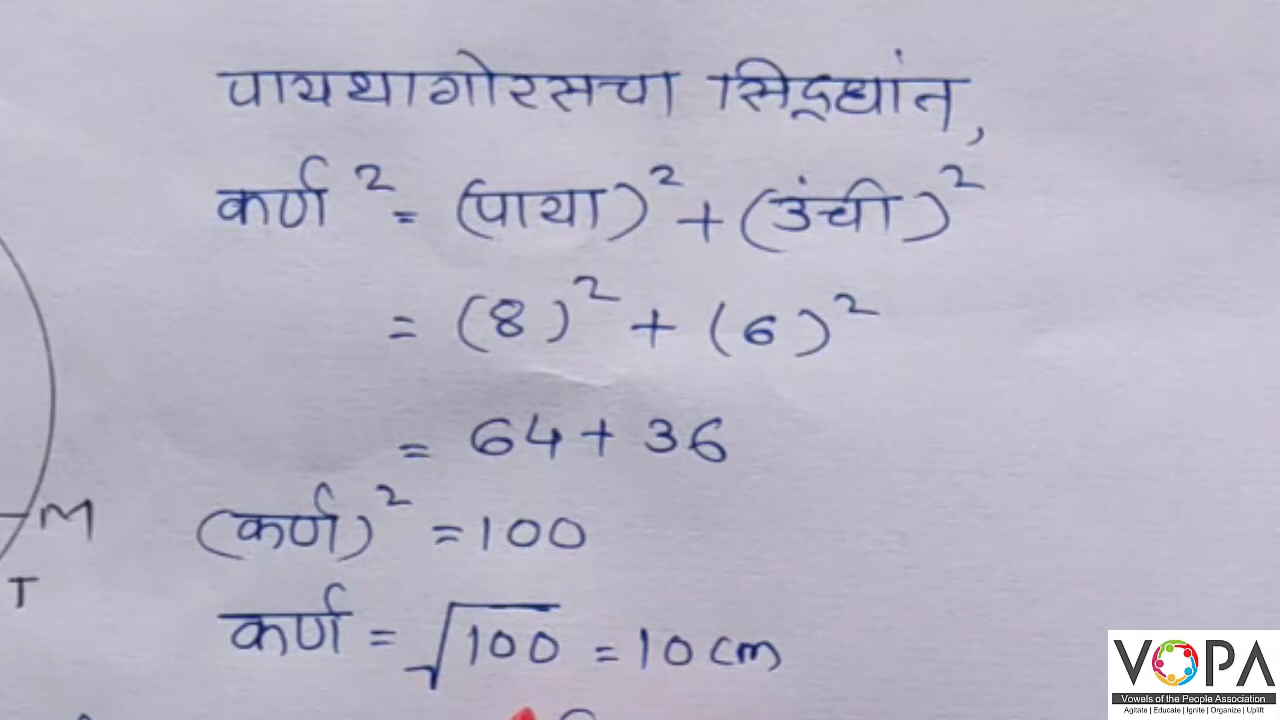 पायथागोरसचा सिद्धांत,
कर्ण ² = (पाया)² + (उंची)²
= (8)² + (6)²
= 64 + 36
(कर्ण)² = 100
कर्ण = √100 = 10 cm
M
T
VOPA
Vowels of the People Association
Agitate | Educate | Ignite | Organize | Uplift